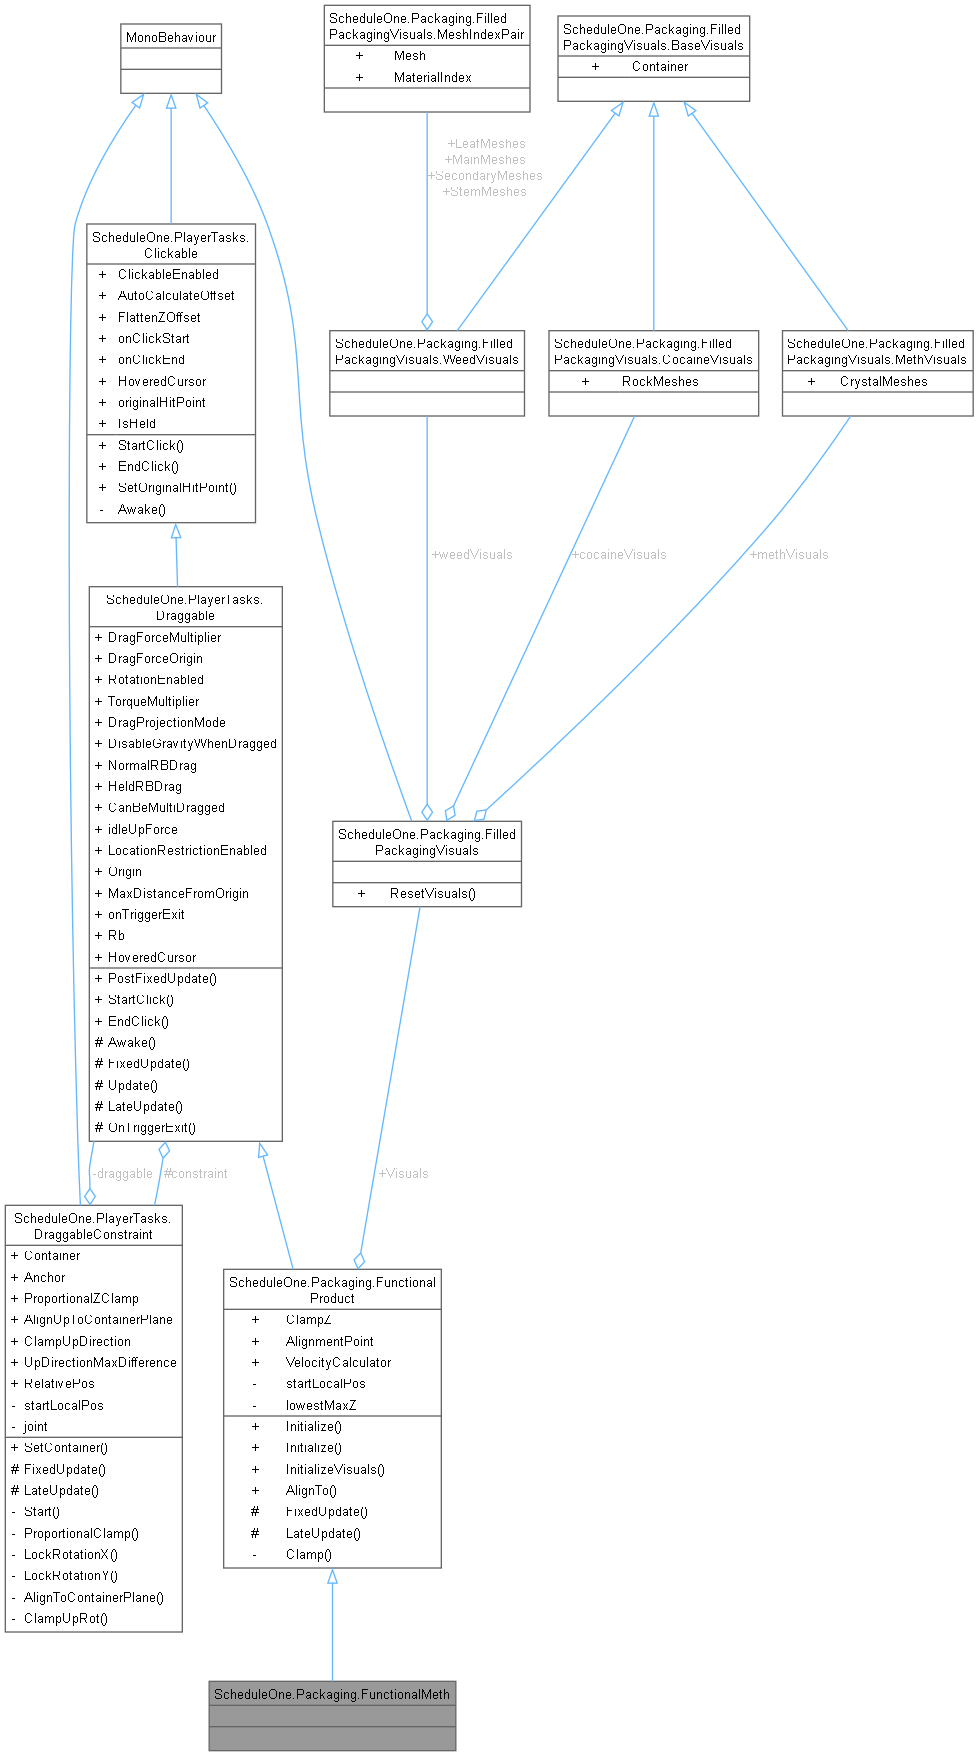 MonoBehaviour
ScheduleOne.Packaging.Filled
PackagingVisuals.MeshIndexPair
+ Mesh
+ MaterialIndex
ScheduleOne.Packaging.Filled
PackagingVisuals.BaseVisuals
+ Container
+LeafMeshes
+MainMeshes
+SecondaryMeshes
+StemMeshes
ScheduleOne.PlayerTasks.
Clickable
+ ClickableEnabled
+ AutoCalculateOffset
+ FlattenZOffset
+ onClickStart
+ onClickEnd
+ HoveredCursor
+ originalHitPoint
+ IsHeld
+ StartClick()
+ EndClick()
+ SetOriginalHitPoint()
- Awake()
ScheduleOne.Packaging.Filled
PackagingVisuals.WeedVisuals
ScheduleOne.Packaging.Filled
PackagingVisuals.CocaineVisuals
+ RockMeshes
ScheduleOne.Packaging.Filled
PackagingVisuals.MethVisuals
+ CrystalMeshes
+weedVisuals
+cocaineVisuals
+methVisuals
ScheduleOne.PlayerTasks.
Draggable
+ DragForceMultiplier
+ DragForceOrigin
+ RotationEnabled
+ TorqueMultiplier
+ DragProjectionMode
+ DisableGravityWhenDragged
+ NormalRBDrag
+ HeldRBDrag
+ CanBeMultiDragged
+ idleUpForce
+ LocationRestrictionEnabled
+ Origin
+ MaxDistanceFromOrigin
+ onTriggerExit
+ Rb
+ HoveredCursor
+ PostFixedUpdate()
+ StartClick()
+ EndClick()
# Awake()
# FixedUpdate()
# Update()
# LateUpdate()
# OnTriggerExit()
ScheduleOne.Packaging.Filled
PackagingVisuals
+ ResetVisuals()
-draggable
#constraint
+Visuals
ScheduleOne.PlayerTasks.
DraggableConstraint
+ Container
+ Anchor
+ ProportionalZClamp
+ AlignUpToContainerPlane
+ ClampUpDirection
+ UpDirectionMaxDifference
+ RelativePos
- startLocalPos
- joint
+ SetContainer()
# FixedUpdate()
# LateUpdate()
- Start()
- ProportionalClamp()
- LockRotationX()
- LockRotationY()
- AlignToContainerPlane()
- ClampUpRot()
ScheduleOne.Packaging.Functional
Product
+ ClampZ
+ AlignmentPoint
+ VelocityCalculator
- startLocalPos
- lowestMaxZ
+ Initialize()
+ Initialize()
+ InitializeVisuals()
+ AlignTo()
# FixedUpdate()
# LateUpdate()
- Clamp()
ScheduleOne.Packaging.FunctionalMeth